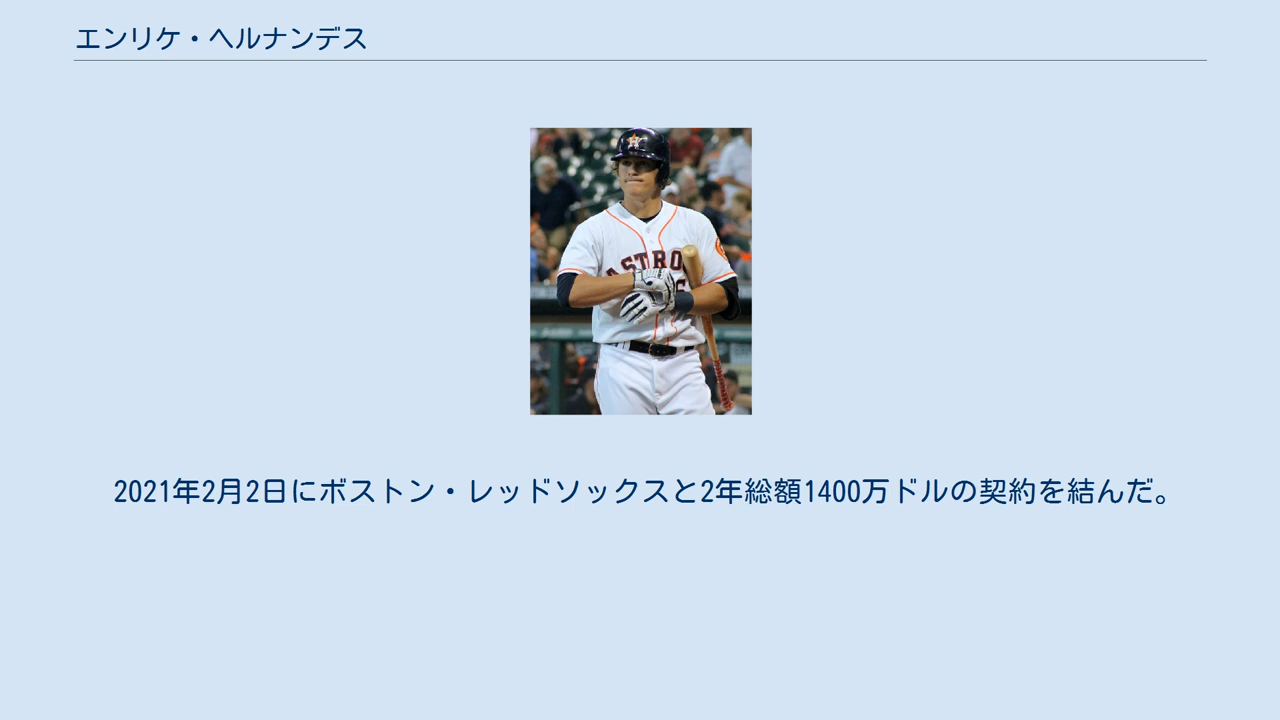 エンリケ・ヘルナンデス
ASTRO
2021年2月2日にボストン・レッドソックスと2年総額1400万ドルの契約を結んだ。